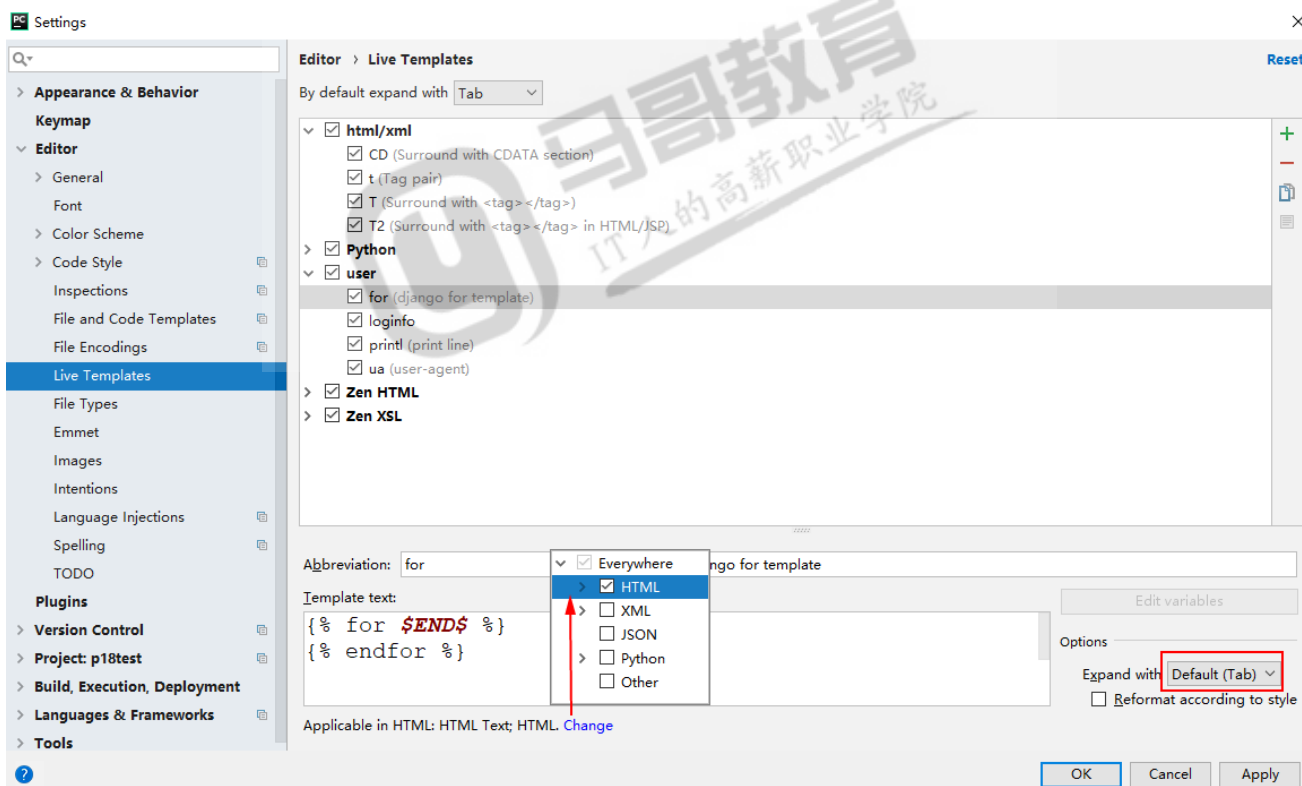 Settings
Appearance & Behavior
Keymap
Editor
General
Font
Color Scheme
Code Style
Inspections
File and Code Templates
File Encodings
Live Templates
File Types
Emmet
Images
Intentions
Language Injections
Spelling
TODO
Plugins
Version Control
Project: p18test
Build, Execution, Deployment
Languages & Frameworks
Tools
Editor › Live Templates
Reset
By default expand with Tab
html/xml
CD (Surround with CDATA section)
t (Tag pair)
T (Surround with <tag></tag>)
T2 (Surround with <tag></tag> in HTML/JSP)
Python
user
for (django for template)
loginfo
printl (print line)
ua (user-agent)
Zen HTML
Zen XSL
马哥教育
IT人的高薪职业学院
Abbreviation: for
ngo for template
Everywhere
HTML
XML
JSON
Python
Other
Template text:
{% for $END$ %}
{% endfor %}
Edit variables
Options
Expand with Default (Tab)
Reformat according to style
Applicable in HTML: HTML Text; HTML. Change
OK
Cancel
Apply